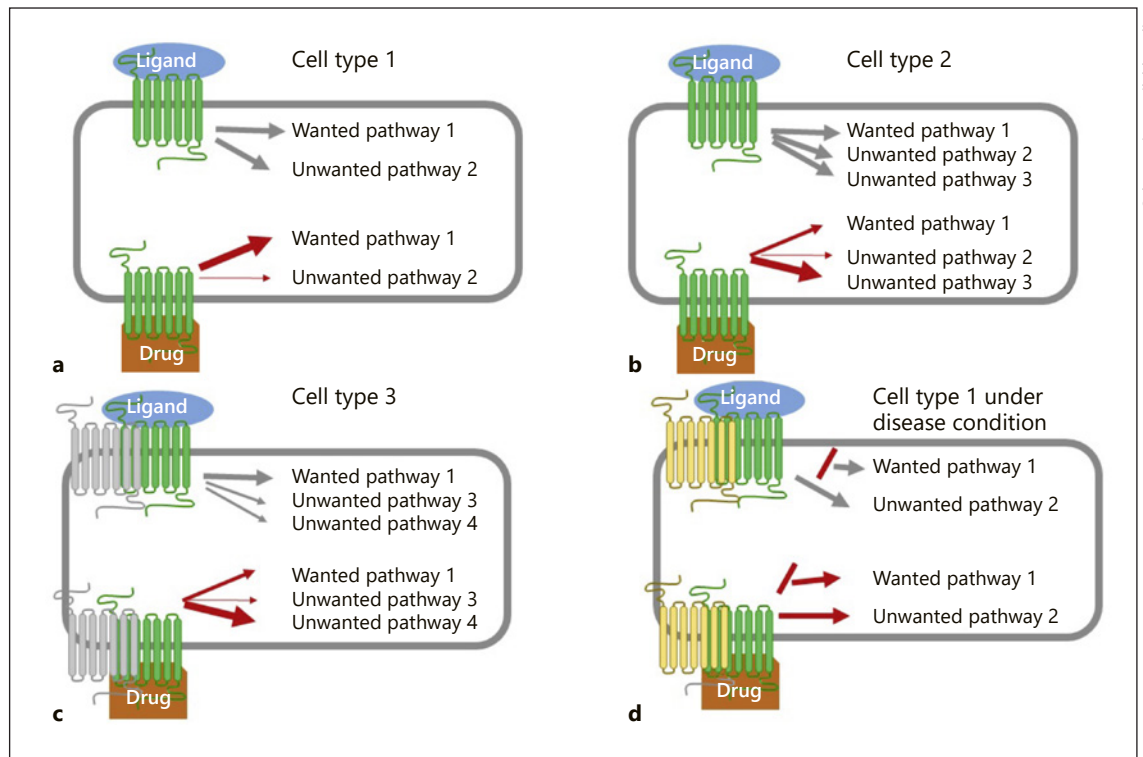 Ligand
Cell type 1
Wanted pathway 1
Unwanted pathway 2
Wanted pathway 1
Unwanted pathway 2
Drug
a
Ligand
Cell type 2
Wanted pathway 1
Unwanted pathway 2
Unwanted pathway 3
Wanted pathway 1
Unwanted pathway 2
Unwanted pathway 3
Drug
b
Ligand
Cell type 3
Wanted pathway 1
Unwanted pathway 3
Unwanted pathway 4
Wanted pathway 1
Unwanted pathway 3
Unwanted pathway 4
Drug
c
Ligand
Cell type 1 under
disease condition
Wanted pathway 1
Unwanted pathway 2
Wanted pathway 1
Unwanted pathway 2
Drug
d